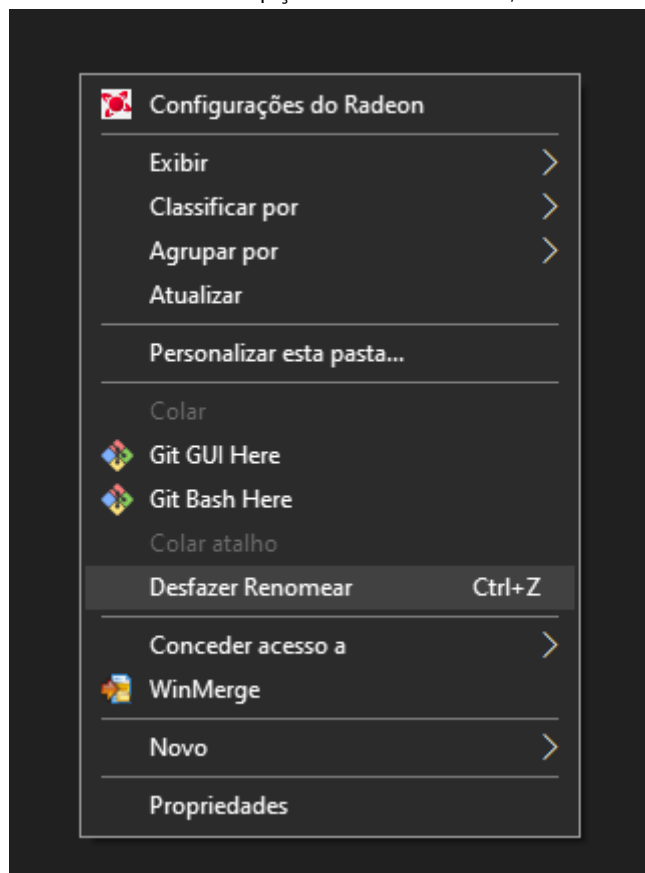 Configurações do Radeon
Exibir
Classificar por
Agrupar por
Atualizar
Personalizar esta pasta...
Colar
Git GUI Here
Git Bash Here
Colar atalho
Desfazer Renomear Ctrl+Z
Conceder acesso a
WinMerge
Novo
Propriedades